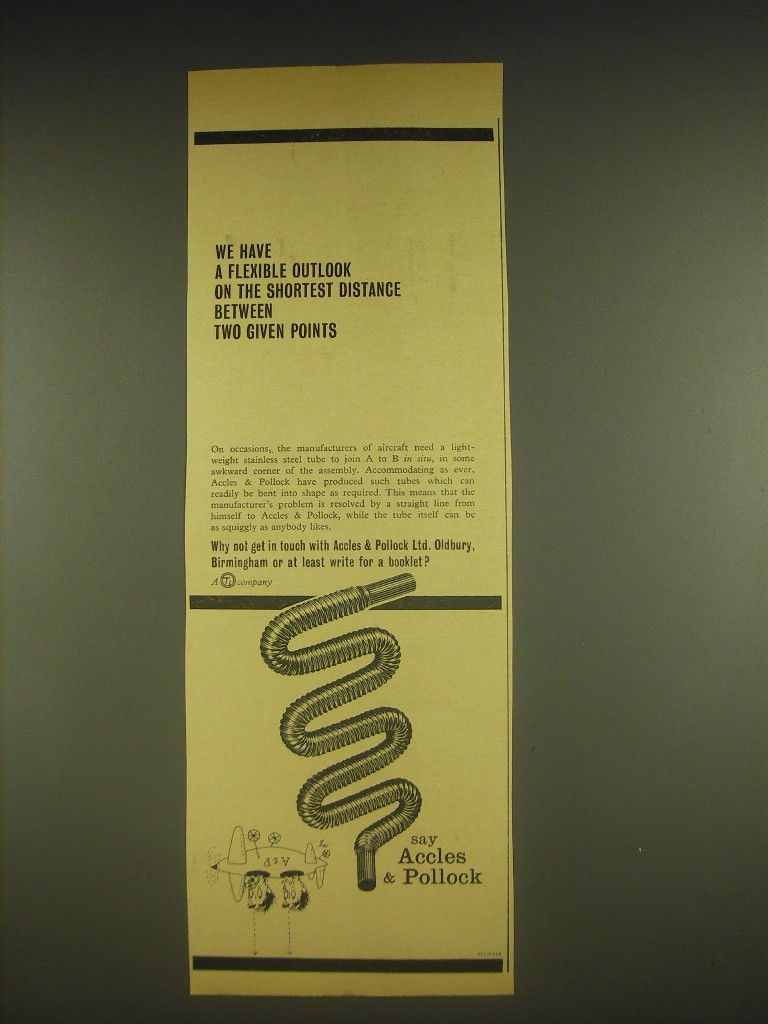 WE HAVE
A FLEXIBLE OUTLOOK
ON THE SHORTEST DISTANCE
BETWEEN
TWO GIVEN POINTS
On occasions, the manufacturers of aircraft need a light-
weight stainless steel tube to join A to B in situ, in some
awkward corner of the assembly. Accommodating as ever,
Accles & Pollock have produced such tubes which can
readily be bent into shape as required. This means that the
manufacturer's problem is resolved by a straight line from
himself to Accles & Pollock, while the tube itself can be
as squiggly as anybody likes.
Why not get in touch with Accles & Pollock Ltd. Oldbury,
Birmingham or at least write for a booklet?
A TI company
say
Accles
& Pollock
A&P